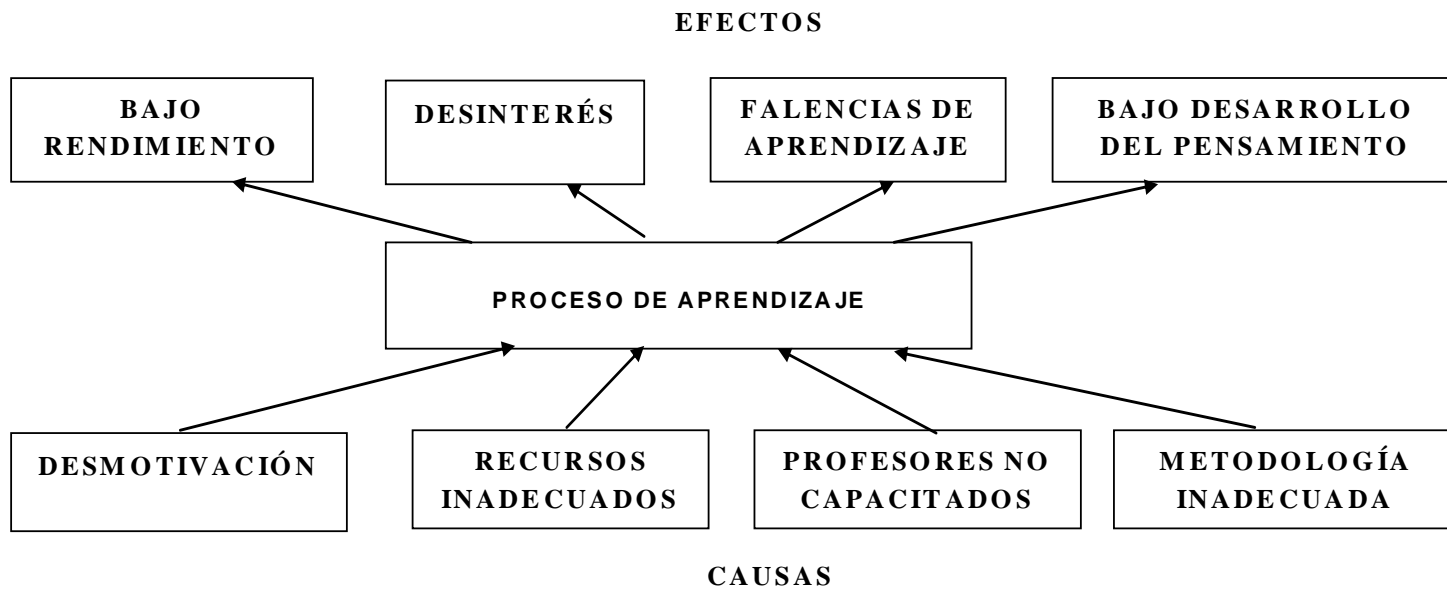 EFECTOS
BAJO
RENDIMIENTO
DESINTERÉS
FALENCIAS DE
APRENDIZAJE
BAJO DESARROLLO
DEL PENSAMIENTO
PROCESO DE APRENDIZAJE
DESMOTIVACIÓN
RECURSOS
INADECUADOS
PROFESORES NO
CAPACITADOS
METODOLOGÍA
INADECUADA
CAUSAS